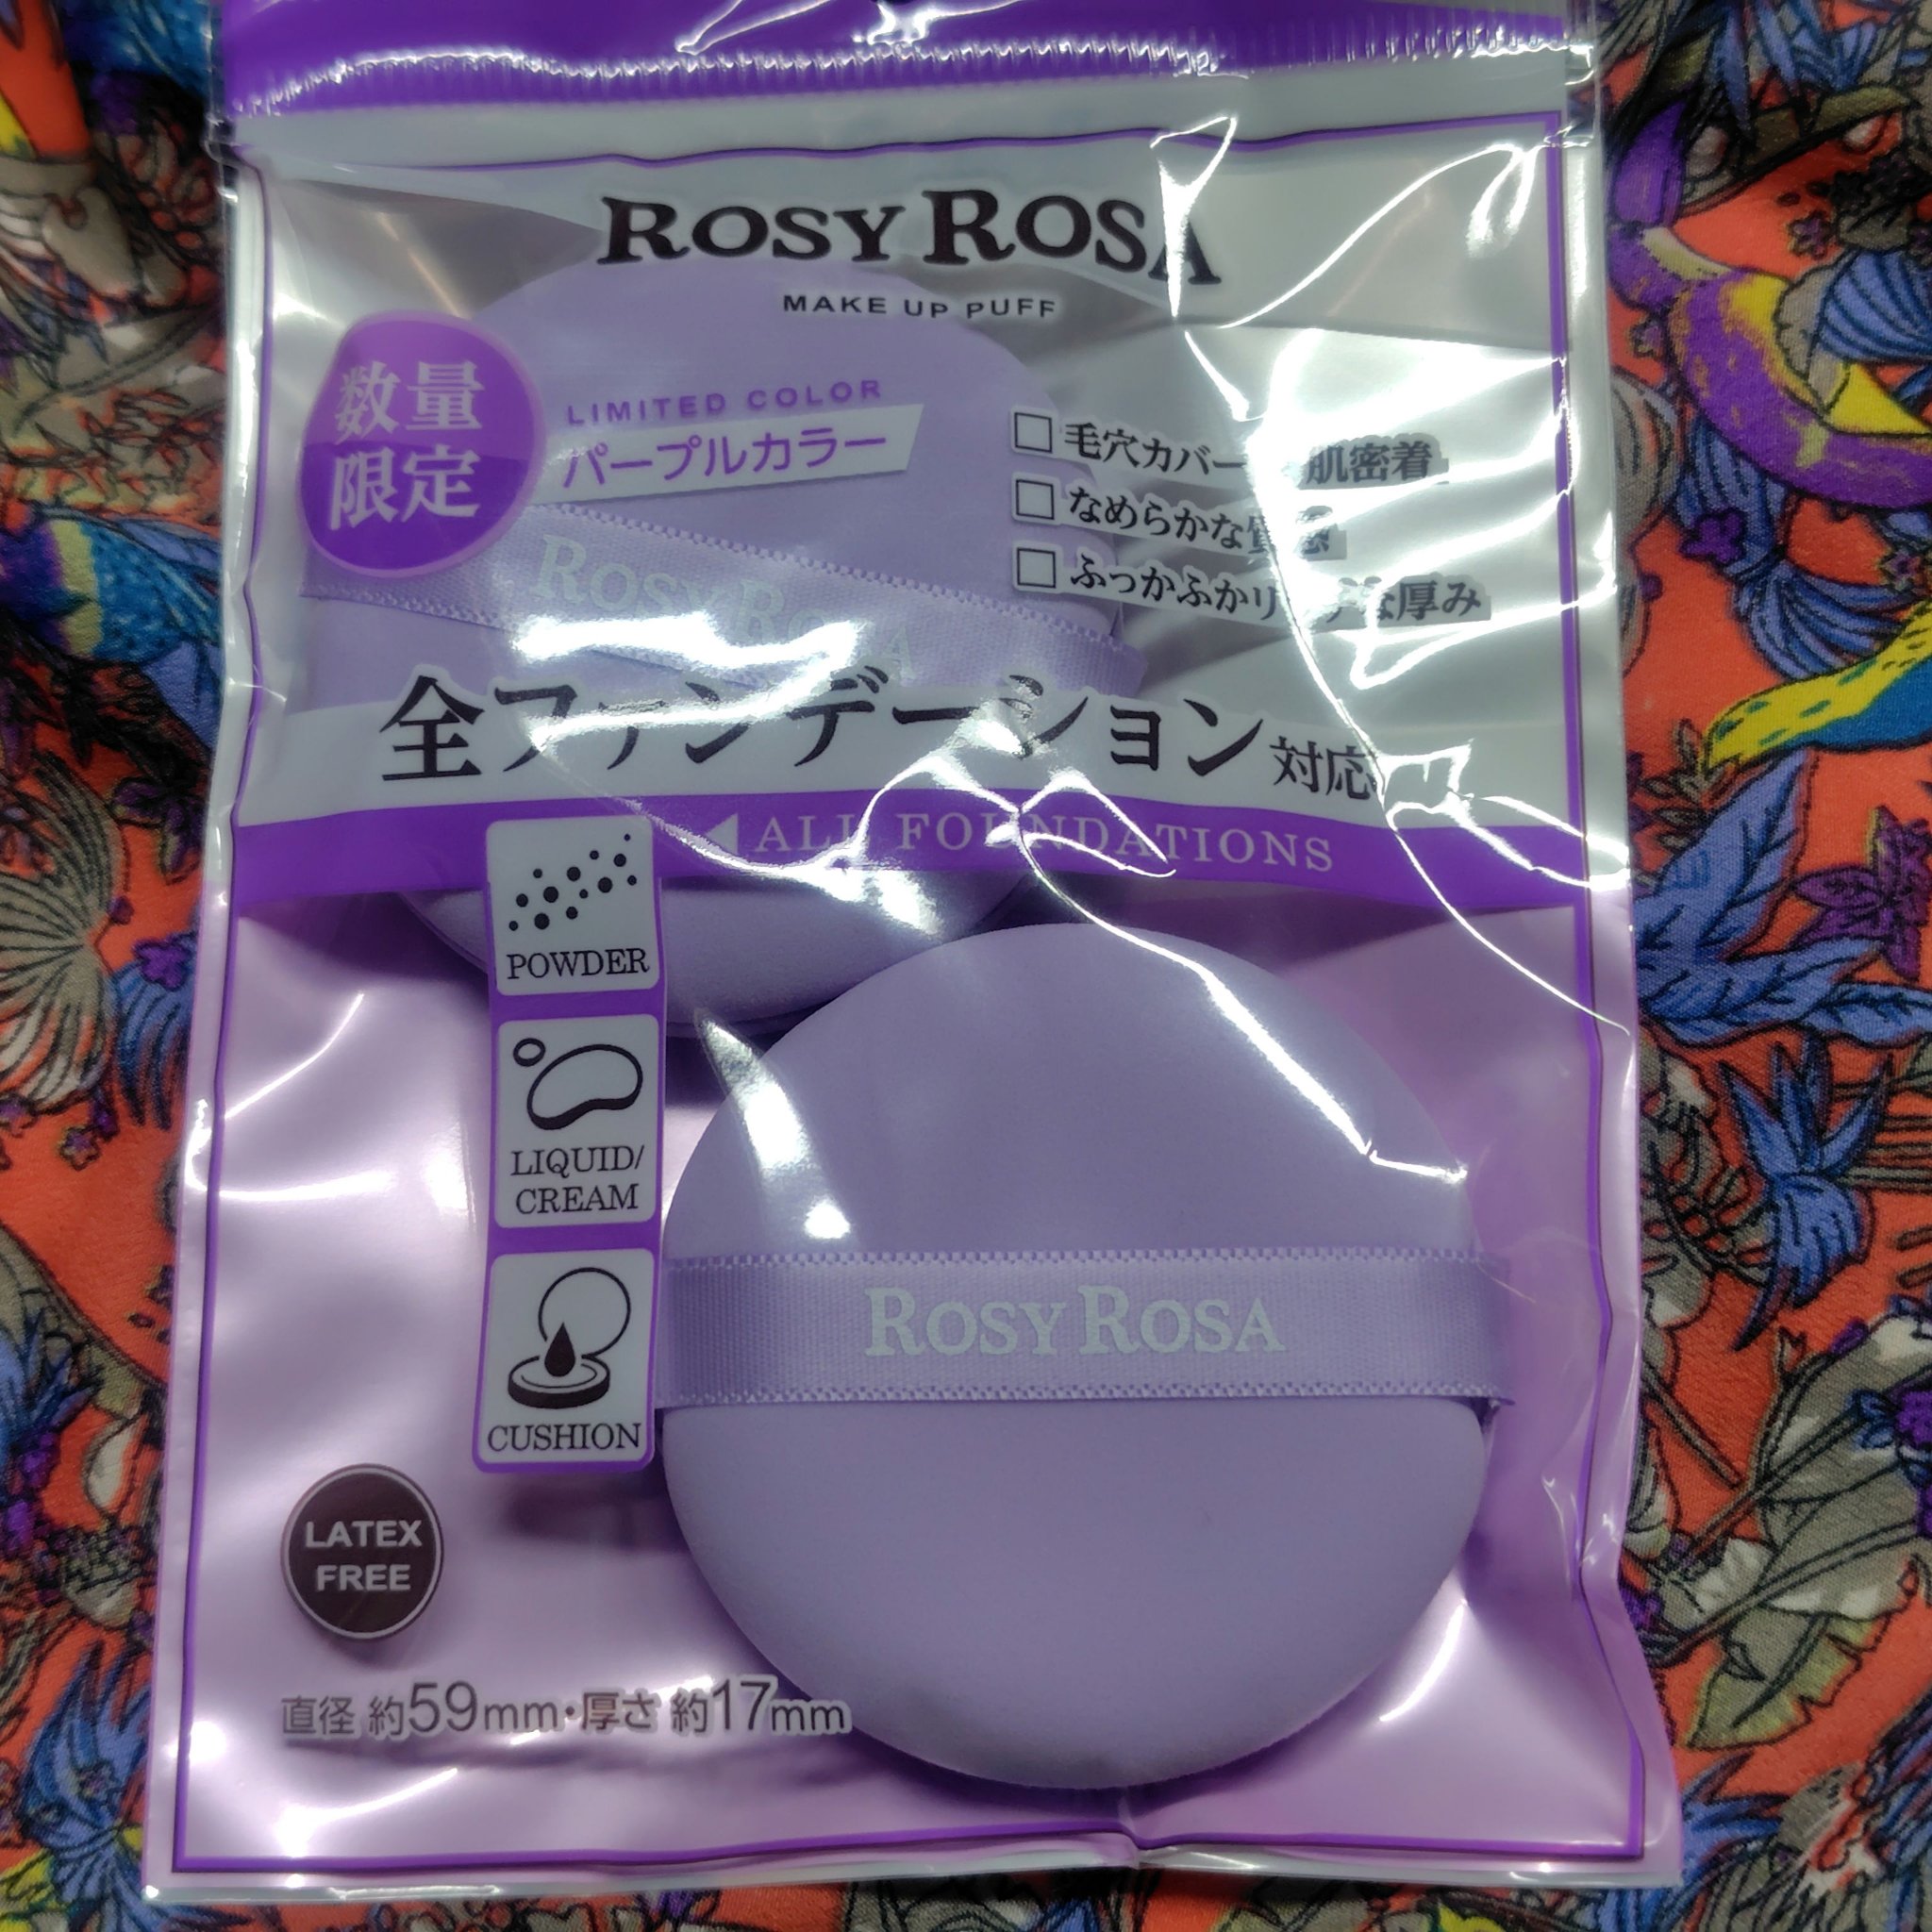 ROSY ROSA
MAKE UP PUFF
数量
限定
LIMITED COLOR
パープルカラー
□ 毛穴カバー 肌密着
□ なめらかな質感
□ ふっかふかリッチな厚み
ROSY ROSA
全ファンデーション対応
◀ ALL FOUNDATIONS
POWDER
LIQUID/
CREAM
CUSHION
ROSY ROSA
LATEX
FREE
直径 約59mm・厚さ 約17mm